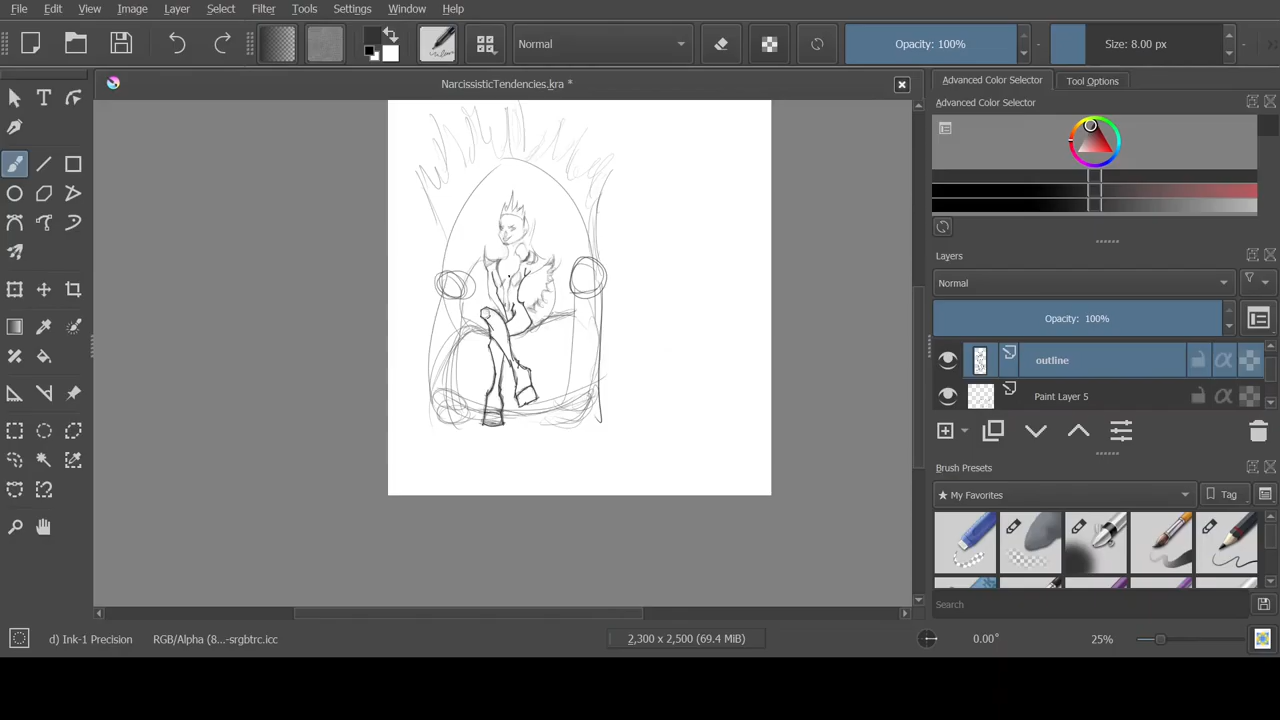 File Edit View Image Layer Select Filter Tools Settings Window Help
Normal
Opacity: 100%
Size: 8.00 px
NarcissisticTendencies.kra *
Advanced Color Selector Tool Options
Advanced Color Selector
Layers
Normal
Opacity: 100%
outline
Paint Layer 5
Brush Presets
★ My Favorites
Tag
Search
d) Ink-1 Precision
RGB/Alpha (8...-srgbtrc.icc
2,300 x 2,500 (69.4 MiB)
0.00°
25%